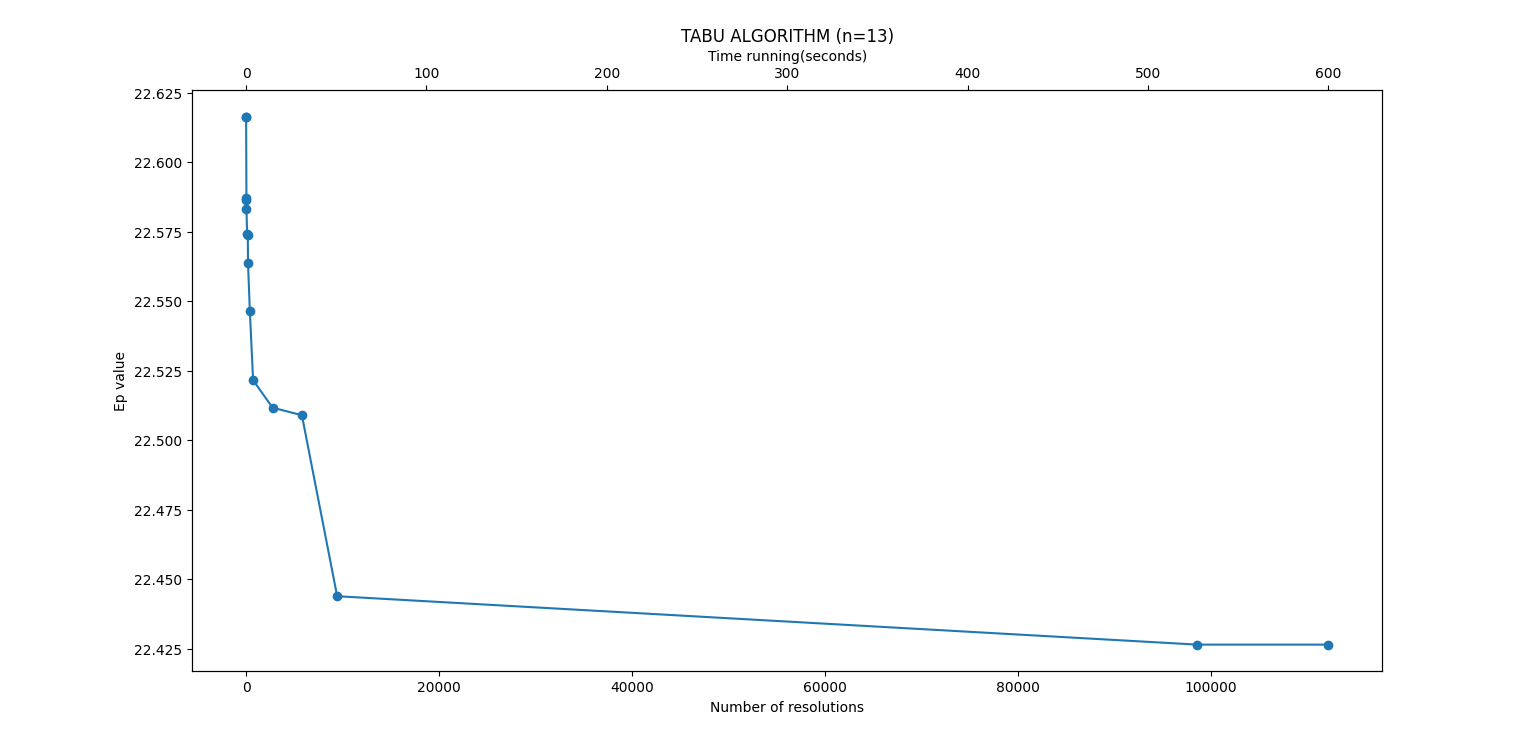 TABU ALGORITHM (n=13)
Time running(seconds)
0 100 200 300 400 500 600
22.625
22.600
22.575
22.550
22.525
22.500
22.475
22.450
22.425
Ep value
0 20000 40000 60000 80000 100000
Number of resolutions